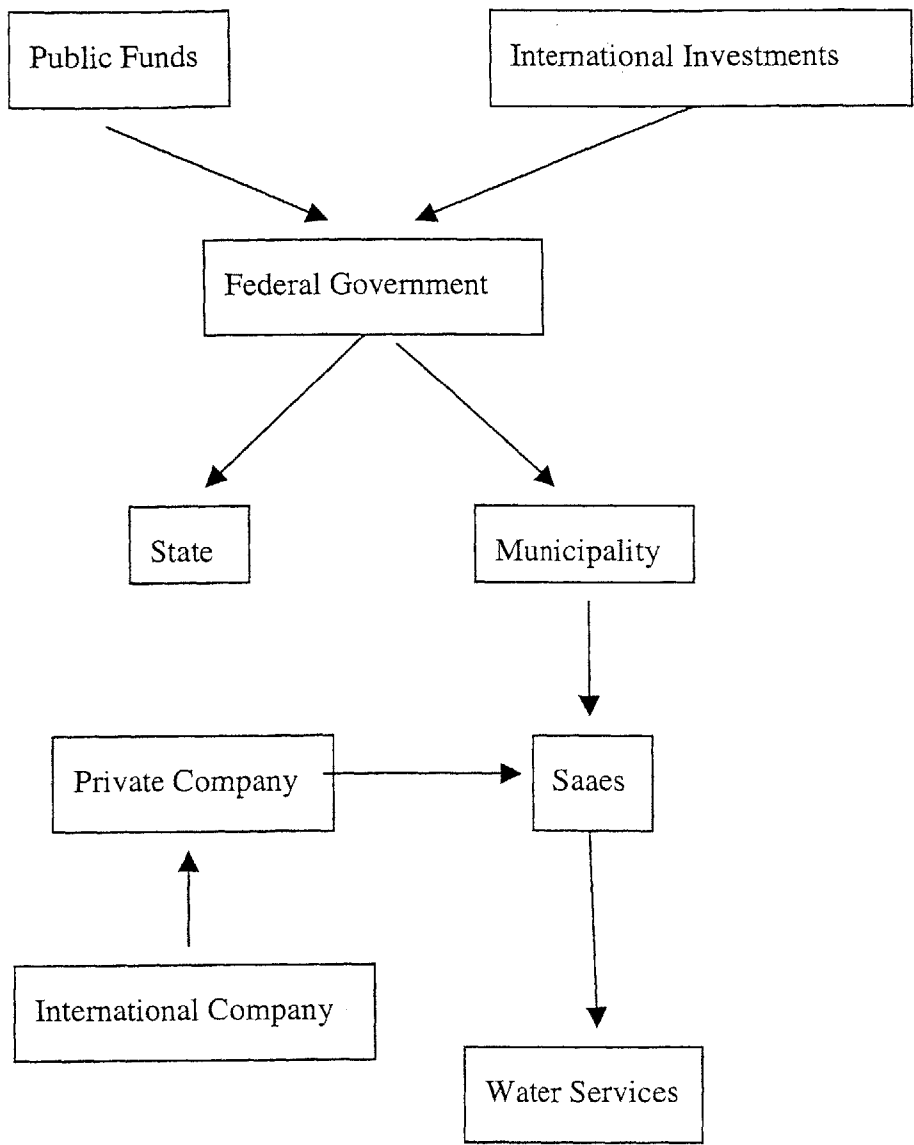 Public Funds
International Investments
Federal Government
State
Municipality
Private Company
Saaes
International Company
Water Services